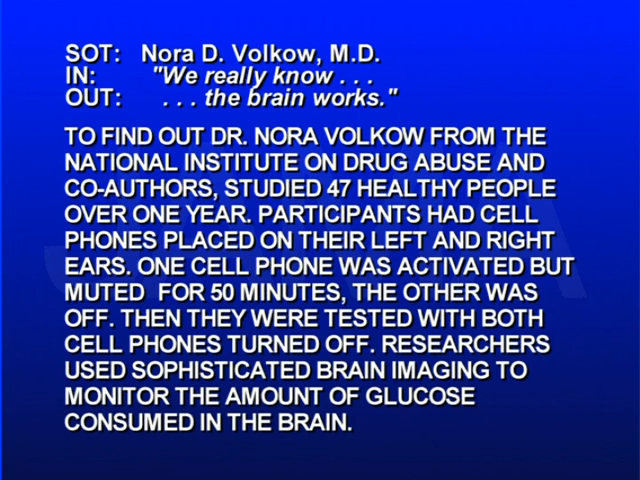 SOT: Nora D. Volkow, M.D.
IN: "We really know . . .
OUT: . . . the brain works."
TO FIND OUT DR. NORA VOLKOW FROM THE
NATIONAL INSTITUTE ON DRUG ABUSE AND
CO-AUTHORS, STUDIED 47 HEALTHY PEOPLE
OVER ONE YEAR. PARTICIPANTS HAD CELL
PHONES PLACED ON THEIR LEFT AND RIGHT
EARS. ONE CELL PHONE WAS ACTIVATED BUT
MUTED  FOR 50 MINUTES, THE OTHER WAS
OFF. THEN THEY WERE TESTED WITH BOTH
CELL PHONES TURNED OFF. RESEARCHERS
USED SOPHISTICATED BRAIN IMAGING TO
MONITOR THE AMOUNT OF GLUCOSE
CONSUMED IN THE BRAIN.